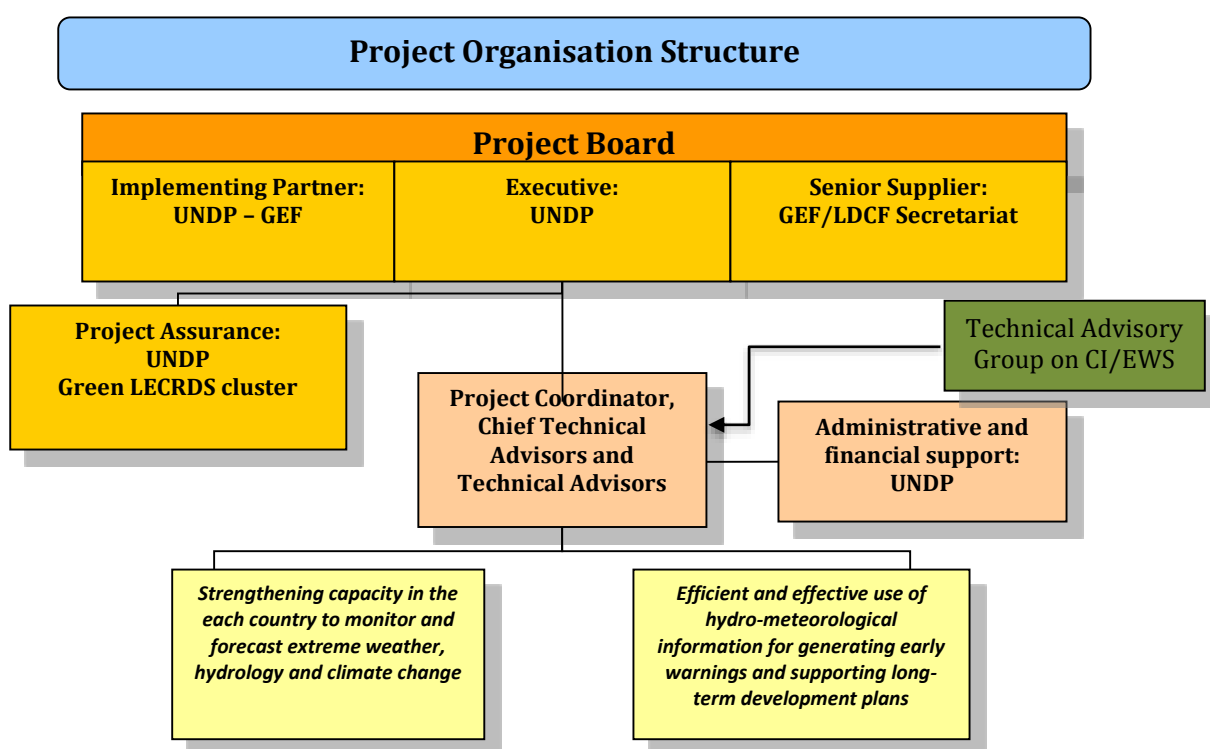 Project Organisation Structure
Project Board
Implementing Partner:
UNDP – GEF
Executive:
UNDP
Senior Supplier:
GEF/LDCF Secretariat
Project Assurance:
UNDP
Green LECRDS cluster
Technical Advisory
Group on CI/EWS
Project Coordinator,
Chief Technical
Advisors and
Technical Advisors
Administrative and
financial support:
UNDP
Strengthening capacity in the
each country to monitor and
forecast extreme weather,
hydrology and climate change
Efficient and effective use of
hydro-meteorological
information for generating early
warnings and supporting long-
term development plans